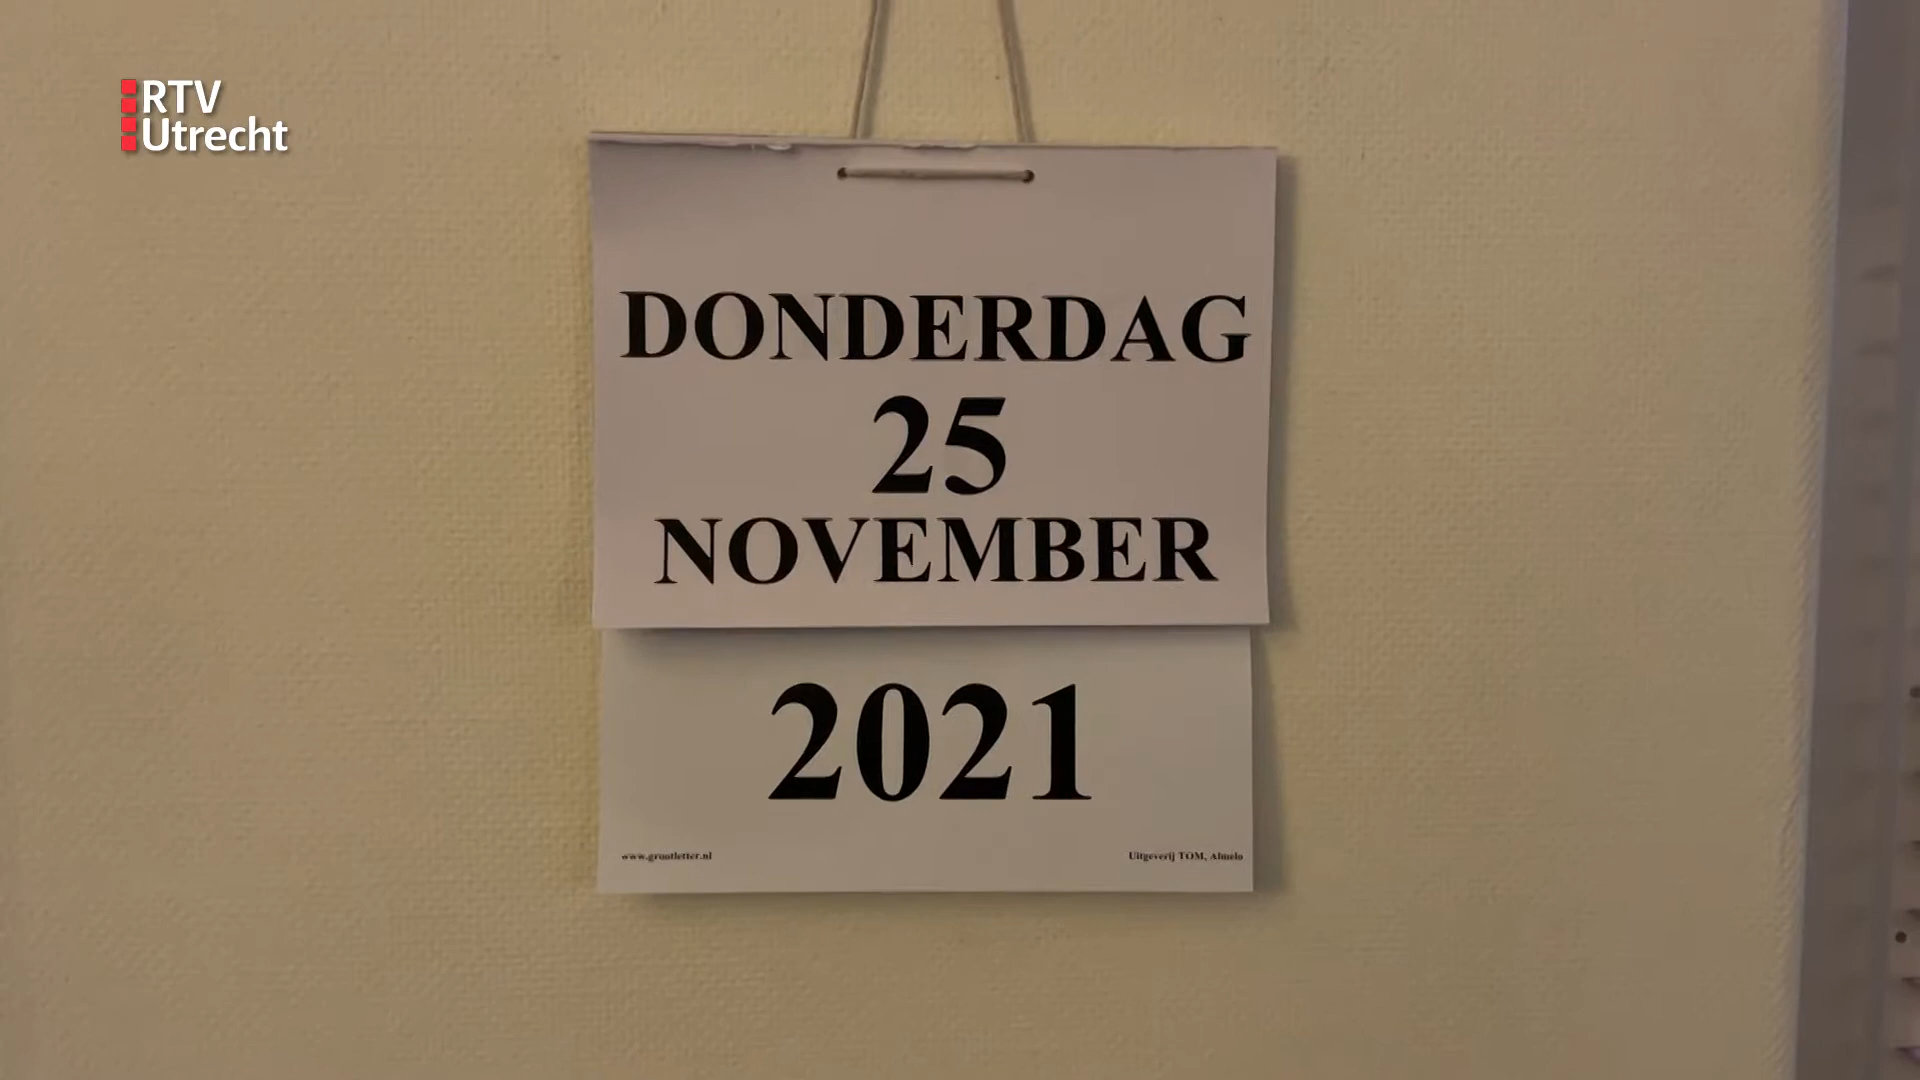 RTV
Utrecht
DONDERDAG
25
NOVEMBER
2021
www.grootletter.nl
Uitgeverij TOM, Almelo